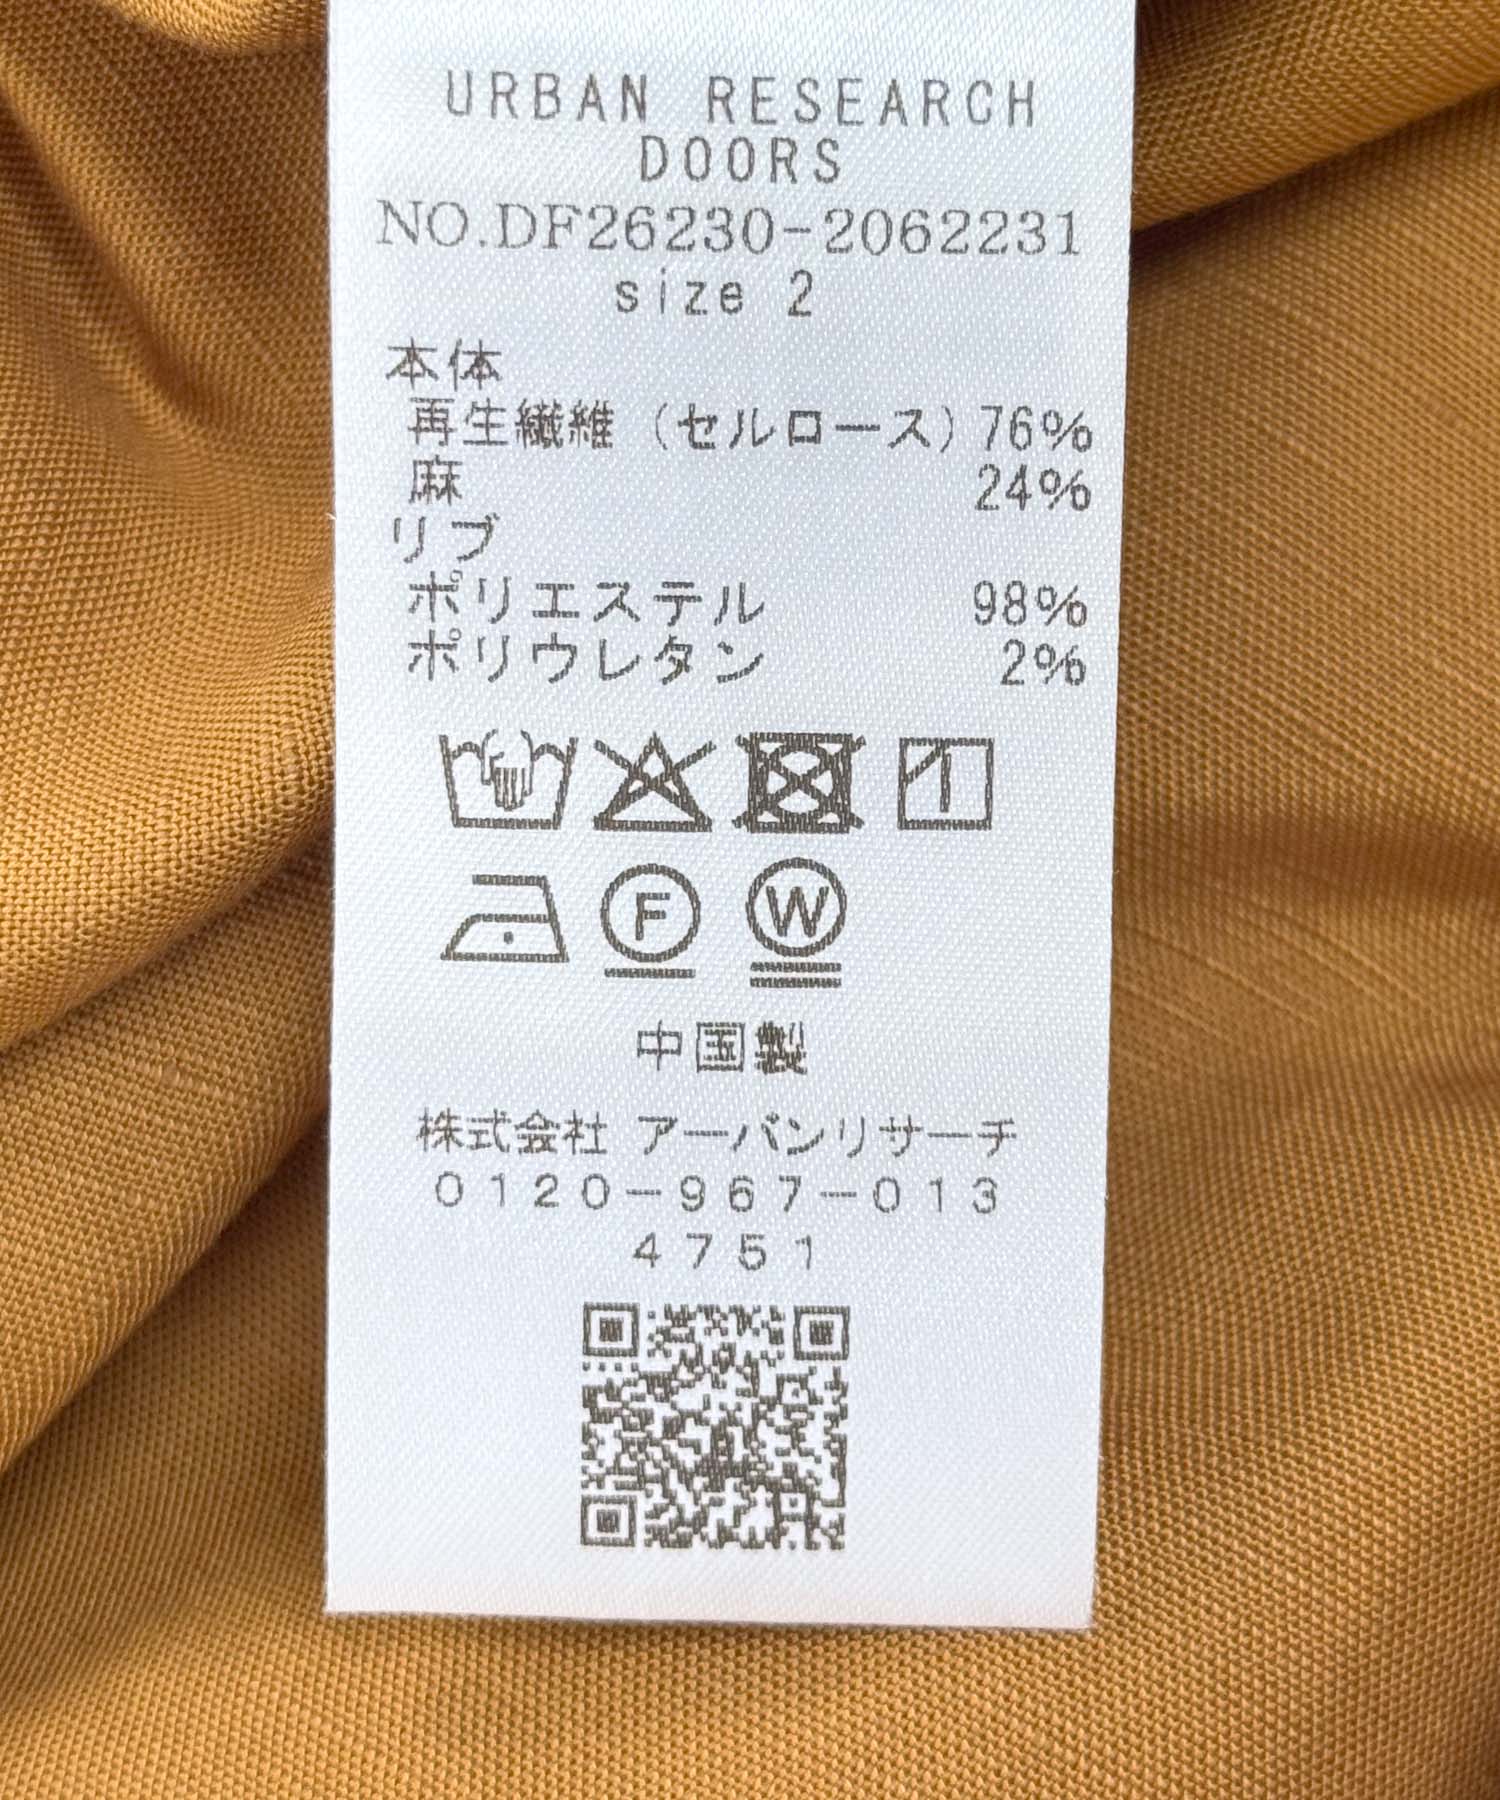 URBAN RESEARCH
DOORS
NO.DF26230-2062231
size 2
本体
再生繊維 (セルロース) 76%
麻 24%
リブ
ポリエステル 98%
ポリウレタン 2%
F W
中国製
株式会社 アーバンリサーチ
0120-967-013
4751